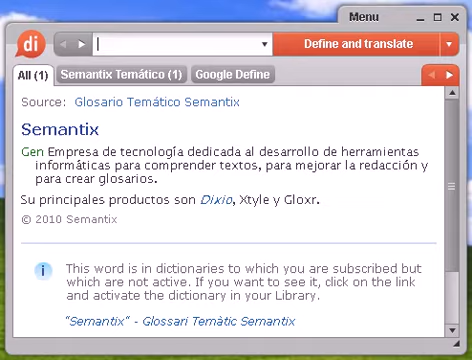 Menu
di
Define and translate
All (1)
Semantix Temático (1)
Google Define
Source: Glosario Temático Semantix
Semantix
Gen Empresa de tecnología dedicada al desarrollo de herramientas
informáticas para comprender textos, para mejorar la redacción y
para crear glosarios.
Su principales producton son Dixio, Xtyle y Gloxr.
© 2010 Semantix
This word is in dictionaries to which you are subscribed but
which are not active. If you want to see it, click on the link
and activate the dictionary in your Library.
"Semantix" - Glossari Temàtic Semantix